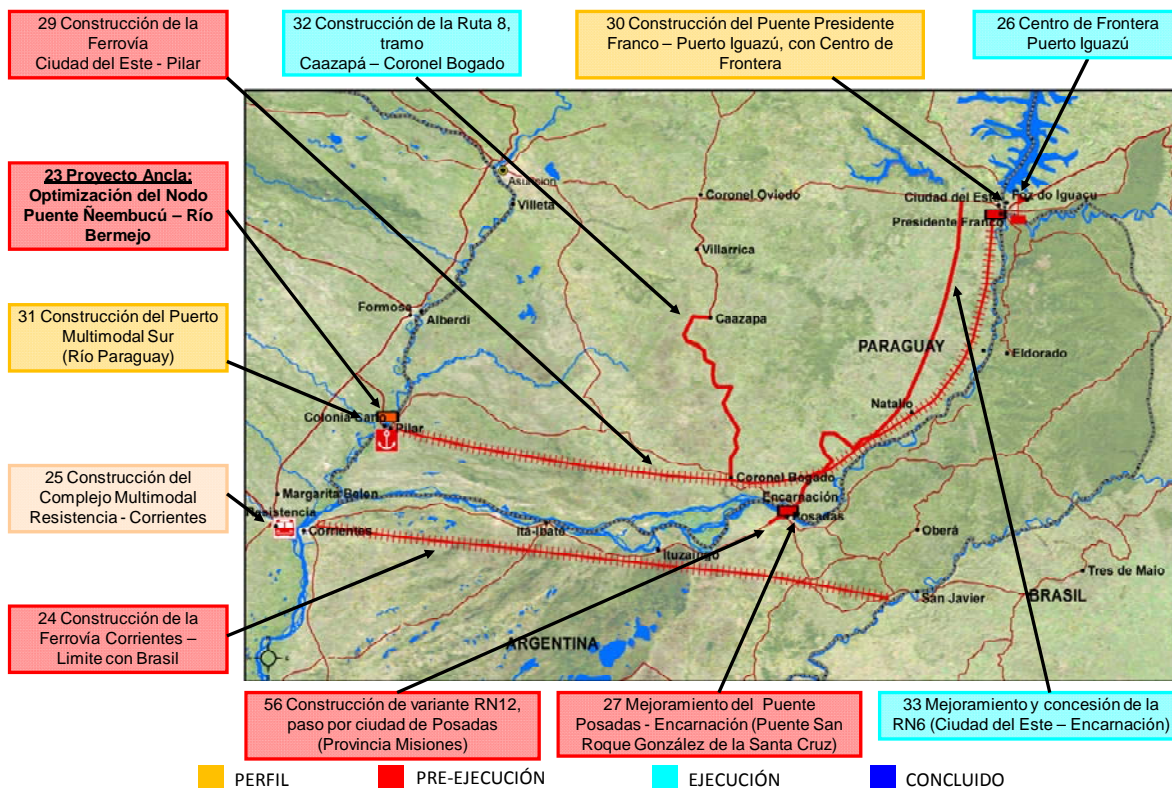 29 Construcción de la
Ferrovía
Ciudad del Este - Pilar
32 Construcción de la Ruta 8,
tramo
Caazapá – Coronel Bogado
30 Construcción del Puente Presidente
Franco – Puerto Iguazú, con Centro de
Frontera
26 Centro de Frontera
Puerto Iguazú
23 Proyecto Ancla:
Optimización del Nodo
Puente Ñeembucú – Río
Bermejo
31 Construcción del Puerto
Multimodal Sur
(Río Paraguay)
25 Construcción del
Complejo Multimodal
Resistencia - Corrientes
24 Construcción de la
Ferrovía Corrientes –
Limite con Brasil
Asuncion
Villeta
Coronel Oviedo
Ciudad del Este
Foz do Iguaçu
Presidente Franco
Villarrica
Formosa
Alberdi
Caazapa
PARAGUAY
Eldorado
Natalio
Colonia Cano
Pilar
Coronel Bogado
Encarnación
Posadas
Margarita Belen
Resistencia
Corrientes
Ita-Ibate
Ituzaingo
Oberá
Tres de Maio
San Javier
BRASIL
ARGENTINA
56 Construcción de variante RN12,
paso por ciudad de Posadas
(Provincia Misiones)
27 Mejoramiento del Puente
Posadas - Encarnación (Puente San
Roque González de la Santa Cruz)
33 Mejoramiento y concesión de la
RN6 (Ciudad del Este – Encarnación)
PERFIL
PRE-EJECUCIÓN
EJECUCIÓN
CONCLUIDO